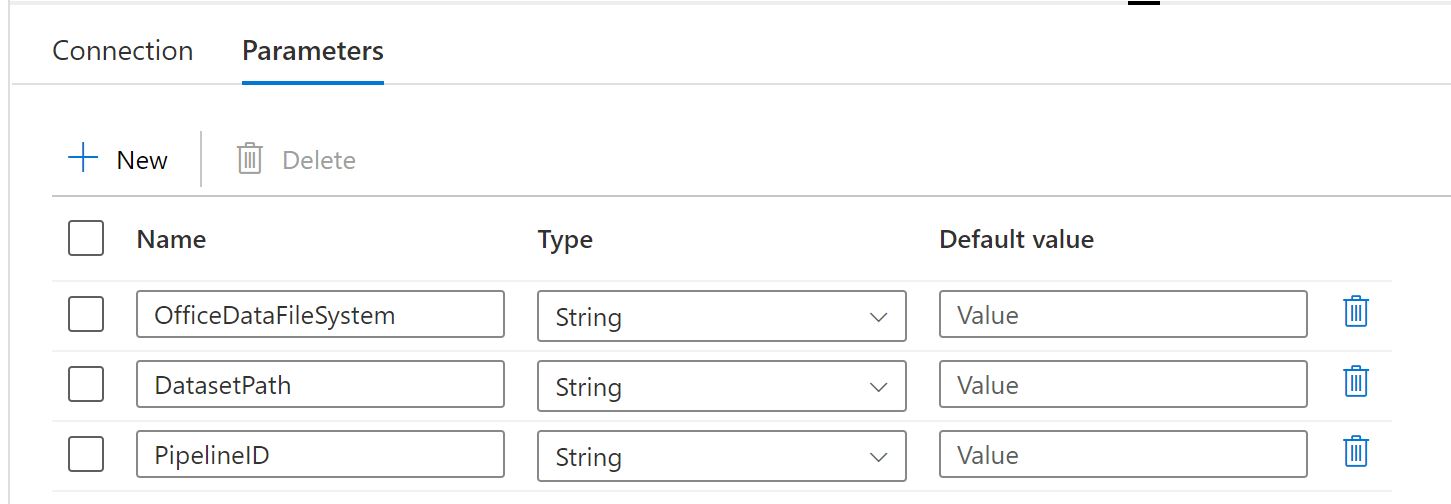 Connection Parameters
New Delete
Name Type Default value
OfficeDataFileSystem String Value
DatasetPath String Value
PipelineID String Value